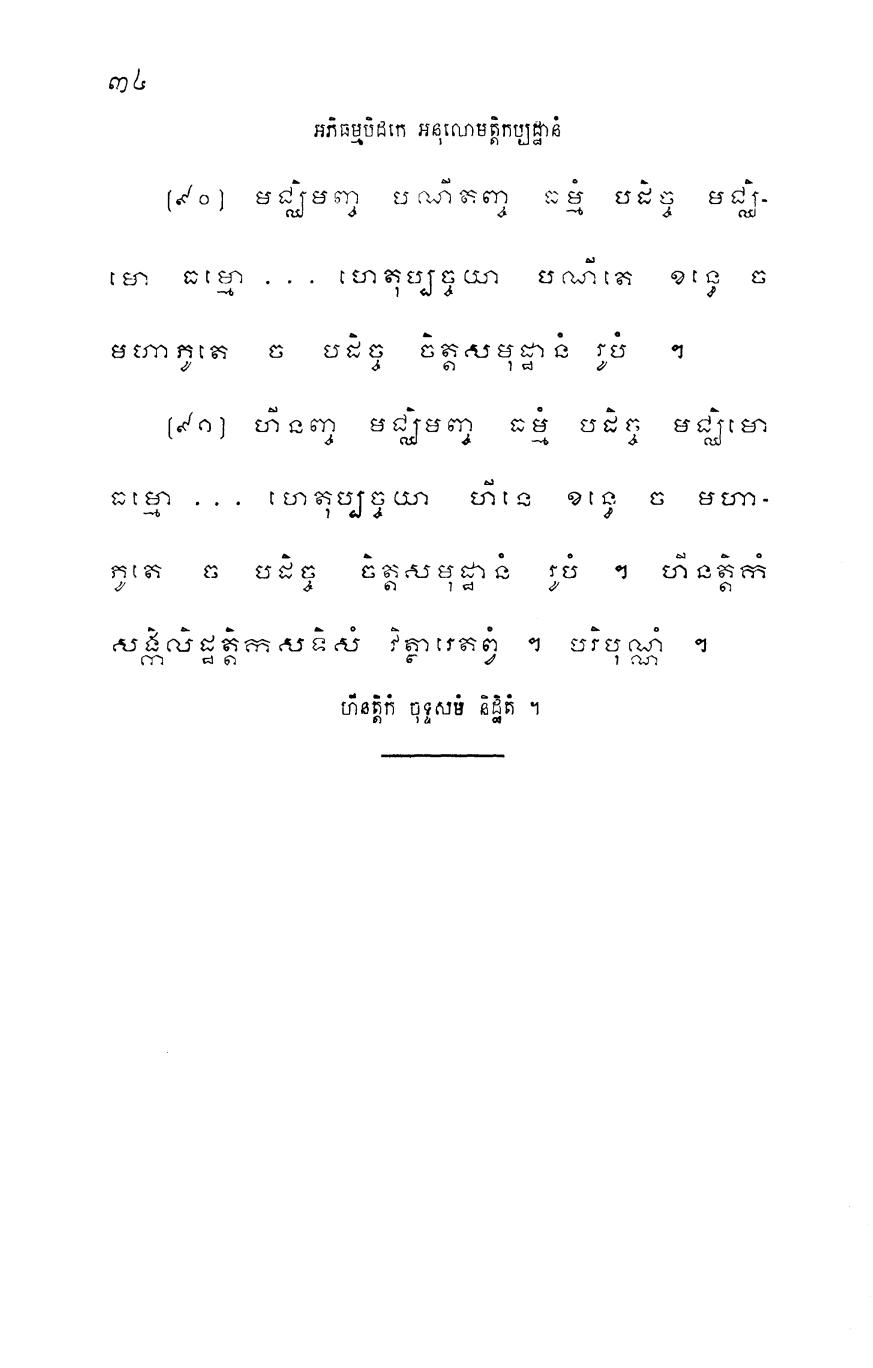 ៣៤
អភិធម្មបិដកេ អនុលោមត្តិកប្បដ្ឋានំ
[៩០] មជ្ឈិមញ្ច បណីតញ្ច ធម្មំ បដិច្ច មជ្ឈិ-
មោ ធម្មោ ... ហេតុប្បច្ចយា បណីតេ ខន្ធេ ច
មហាភូតេ ច បដិច្ច ចិត្តសមុដ្ឋានំ រូបំ ។
[៩១] ហីនញ្ច មជ្ឈិមញ្ច ធម្មំ បដិច្ច មជ្ឈិមោ
ធម្មោ ... ហេតុប្បច្ចយា ហីនេ ខន្ធេ ច មហា-
ភូតេ ច បដិច្ច ចិត្តសមុដ្ឋានំ រូបំ ។ ហីនត្តិកំ
សង្កិលិដ្ឋត្តិកសទិសំ វិត្ថារេតព្វំ ។ បរិបុណ្ណំ ។
ហីនត្តិកំ ចុទ្ទសមំ និដ្ឋិតំ ។